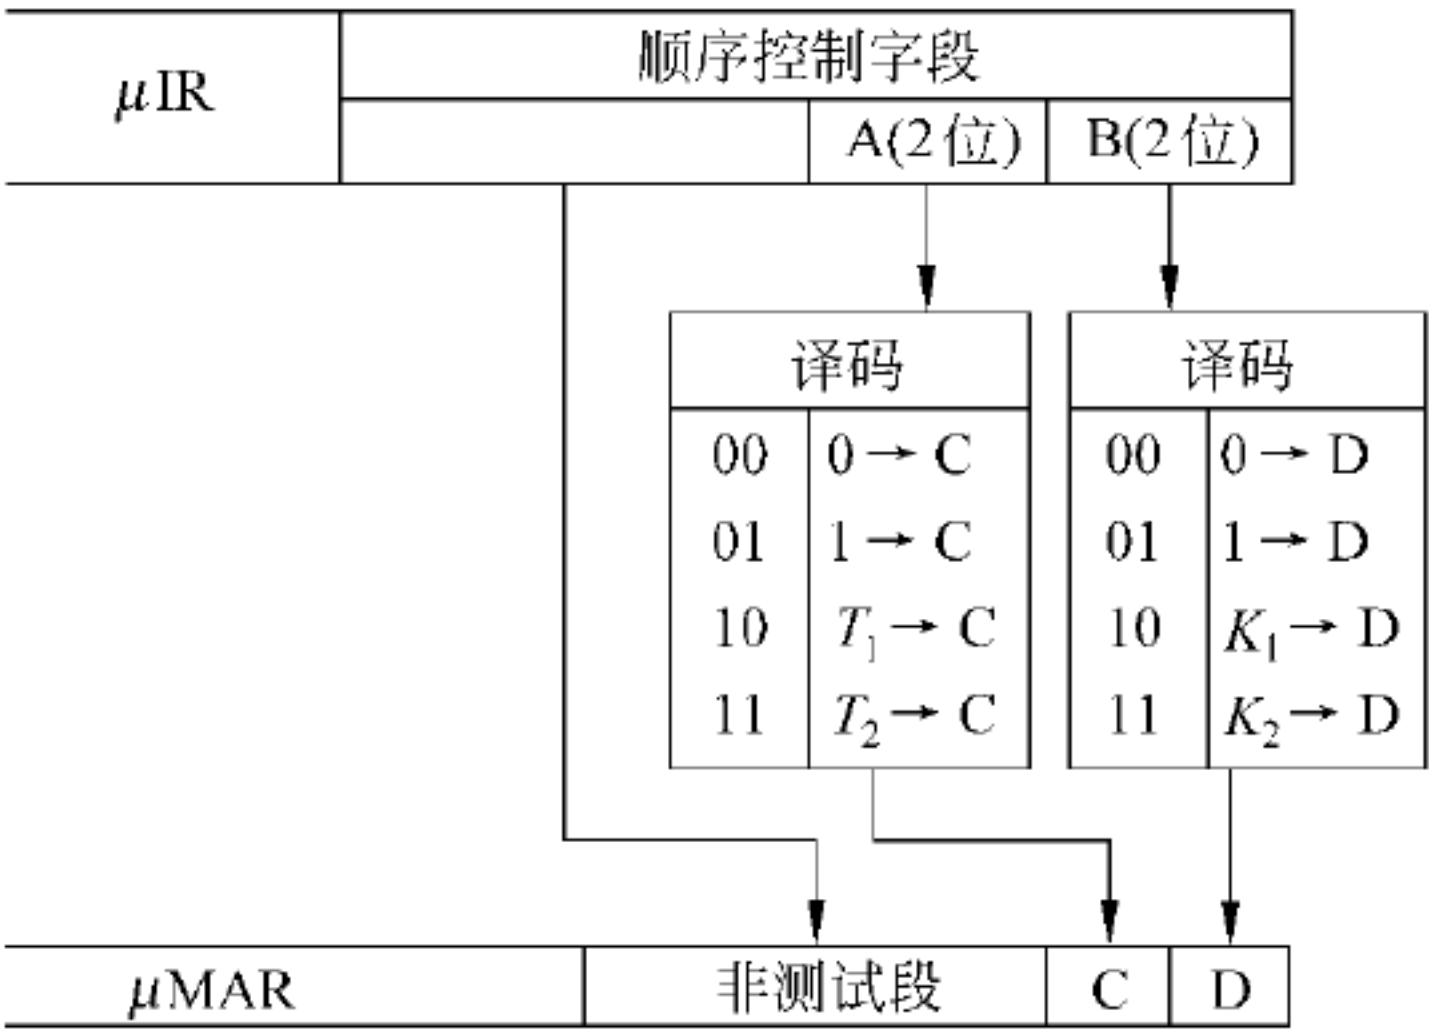 μIR
顺序控制字段
A(2位) B(2位)
译码 译码
00 0→C 00 0→D
01 1→C 01 1→D
10 T₁→C 10 K₁→D
11 T₂→C 11 K₂→D
μMAR 非测试段 C D